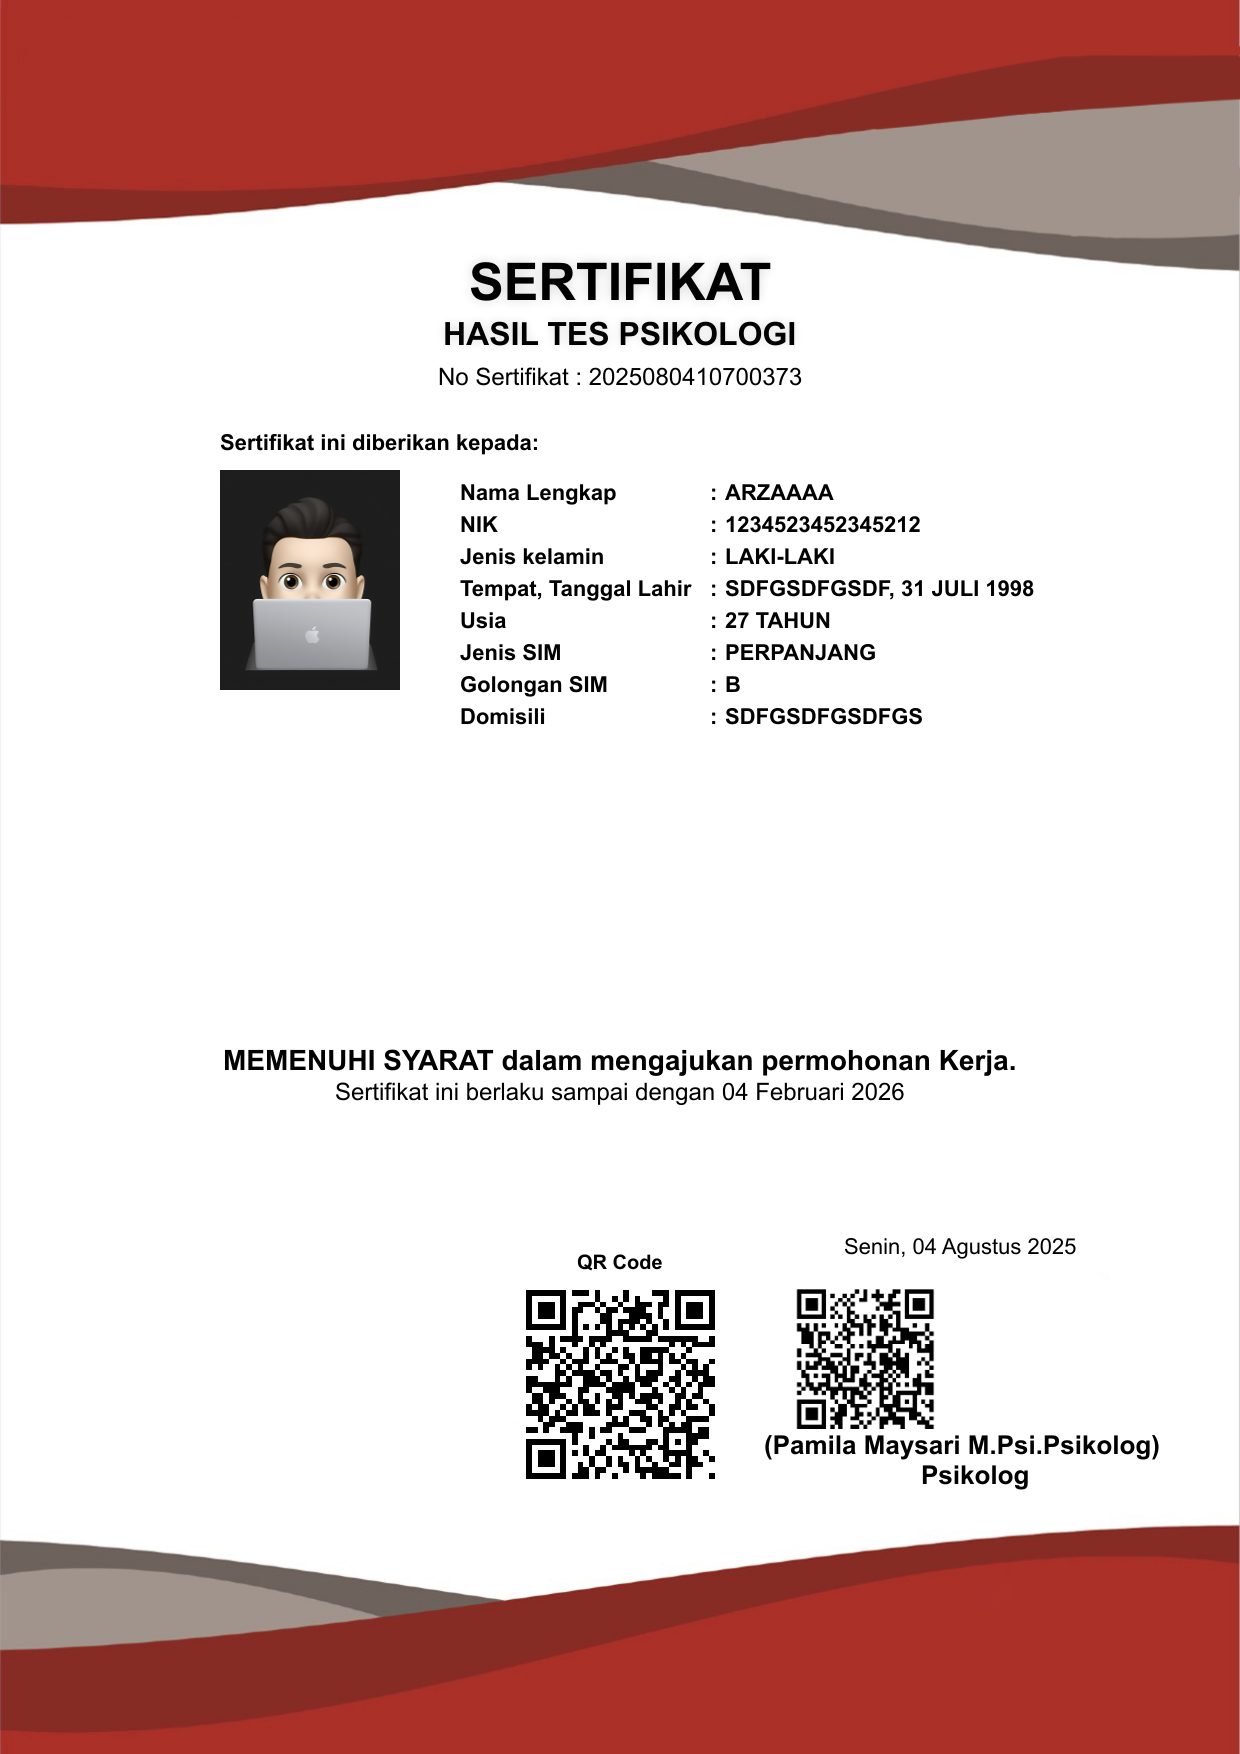 SERTIFIKAT
HASIL TES PSIKOLOGI
No Sertifikat : 2025080410700373
Sertifikat ini diberikan kepada:
Nama Lengkap : ARZAAAA
NIK : 1234523452345212
Jenis kelamin : LAKI-LAKI
Tempat, Tanggal Lahir : SDFGSDFGSDF, 31 JULI 1998
Usia : 27 TAHUN
Jenis SIM : PERPANJANG
Golongan SIM : B
Domisili : SDFGSDFGSDFGS
MEMENUHI SYARAT dalam mengajukan permohonan Kerja.
Sertifikat ini berlaku sampai dengan 04 Februari 2026
Senin, 04 Agustus 2025
QR Code
(Pamila Maysari M.Psi.Psikolog)
Psikolog